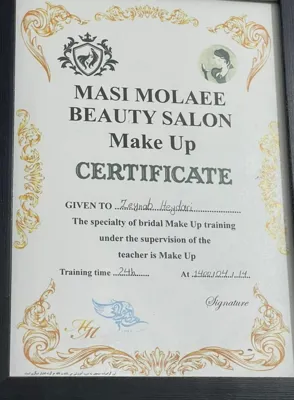 MASI MOLAEE
BEAUTY SALON
Make Up
CERTIFICATE
GIVEN TO ..Zeynab Heydari..................
The specialty of bridal Make Up training
under the supervision of the
teacher is Make Up
Training time ..24h....... At .1400./.04../..19..
Signature